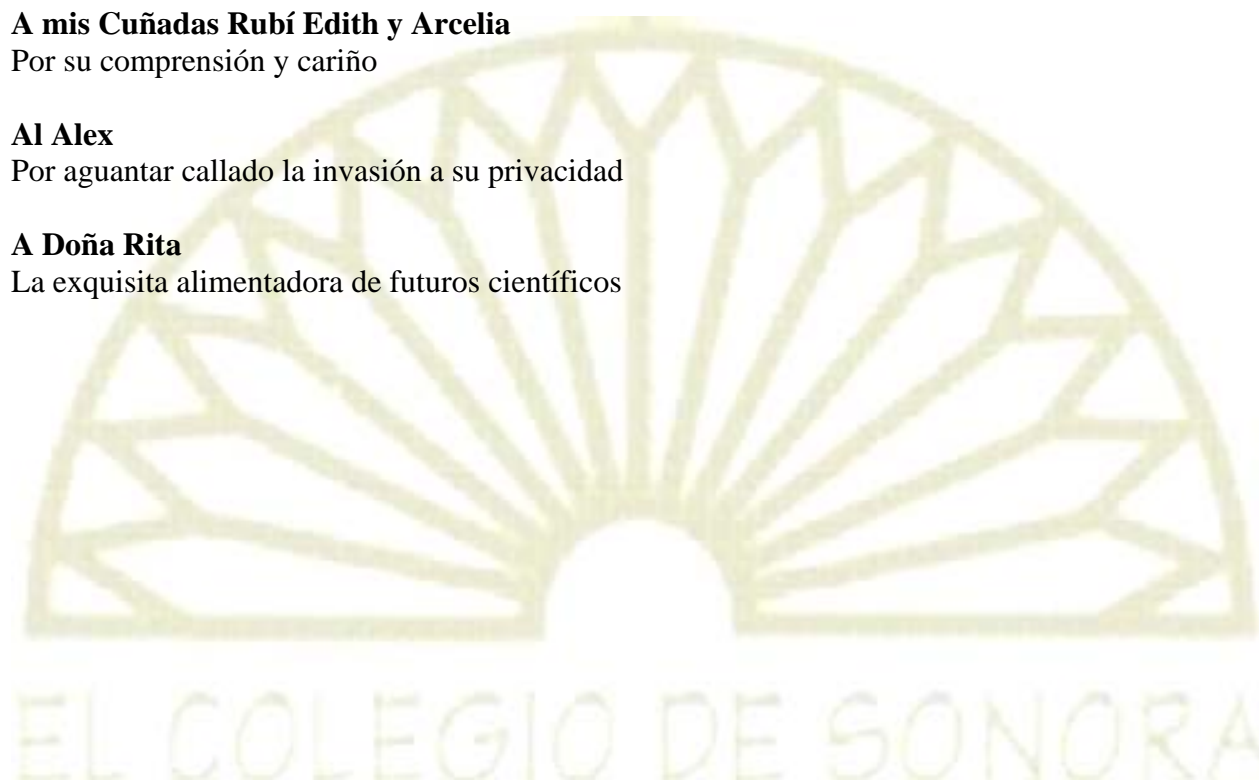 A mis Cuñadas Rubí Edith y Arcelia
Por su comprensión y cariño
Al Alex
Por aguantar callado la invasión a su privacidad
A Doña Rita
La exquisita alimentadora de futuros científicos
EL COLEGIO DE SONORA